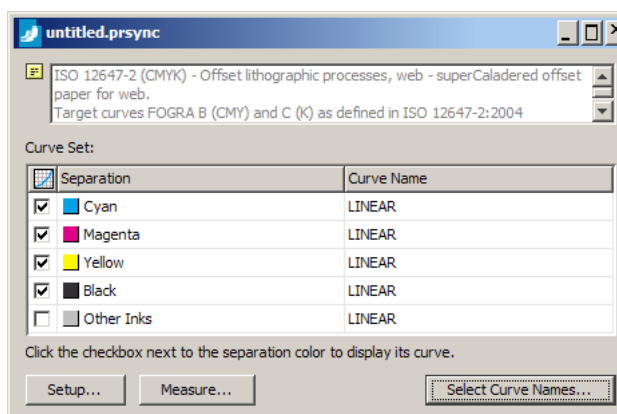 untitled.prsync
ISO 12647-2 (CMYK) - Offset lithographic processes, web - superCaladered offset
paper for web.
Target curves FOGRA B (CMY) and C (K) as defined in ISO 12647-2:2004
Curve Set:
Separation Curve Name
Cyan LINEAR
Magenta LINEAR
Yellow LINEAR
Black LINEAR
Other Inks LINEAR
Click the checkbox next to the separation color to display its curve.
Setup... Measure... Select Curve Names...